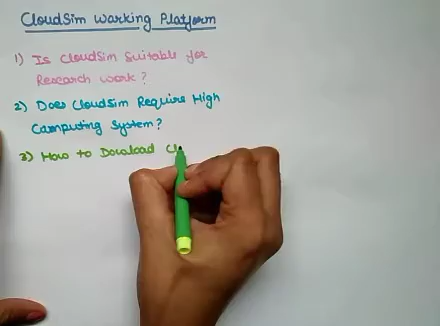 CloudSim Working Platform
1) Is CloudSim Suitable for
Research work?
2) Does CloudSim Require High
Computing System?
3) How to Download Cl